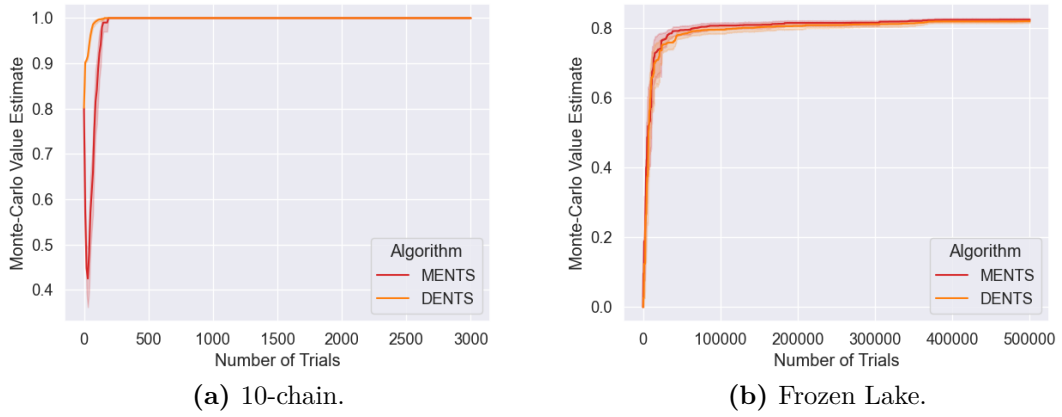 1.0
0.9
0.8
0.7
0.6
0.5
0.4
Monte-Carlo Value Estimate
0 500 1000 1500 2000 2500 3000
Number of Trials
Algorithm
MENTS
DENTS
(a) 10-chain.
0.8
0.6
0.4
0.2
0.0
Monte-Carlo Value Estimate
0 100000 200000 300000 400000 500000
Number of Trials
Algorithm
MENTS
DENTS
(b) Frozen Lake.